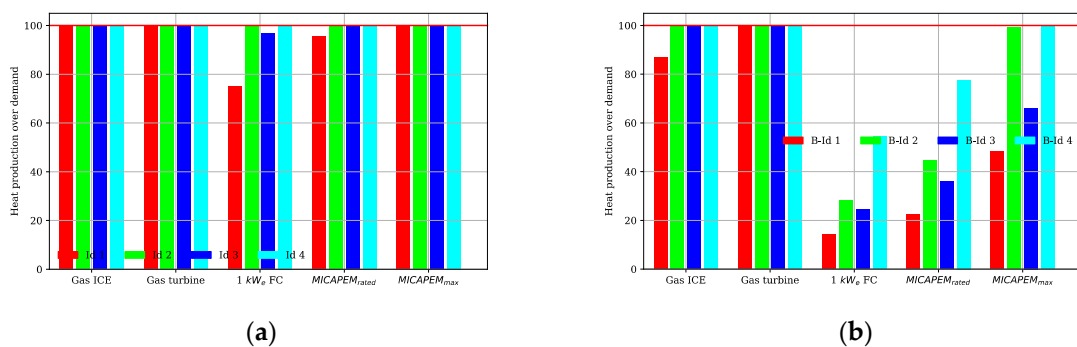 Heat production over demand
100
80
60
40
20
0
Id 1 Id 2 Id 3 Id 4
Gas ICE Gas turbine 1 kWe FC MICAPEMrated MICAPEMmax
(a)
Heat production over demand
100
80
60
40
20
0
B-Id 1 B-Id 2 B-Id 3 B-Id 4
Gas ICE Gas turbine 1 kWe FC MICAPEMrated MICAPEMmax
(b)